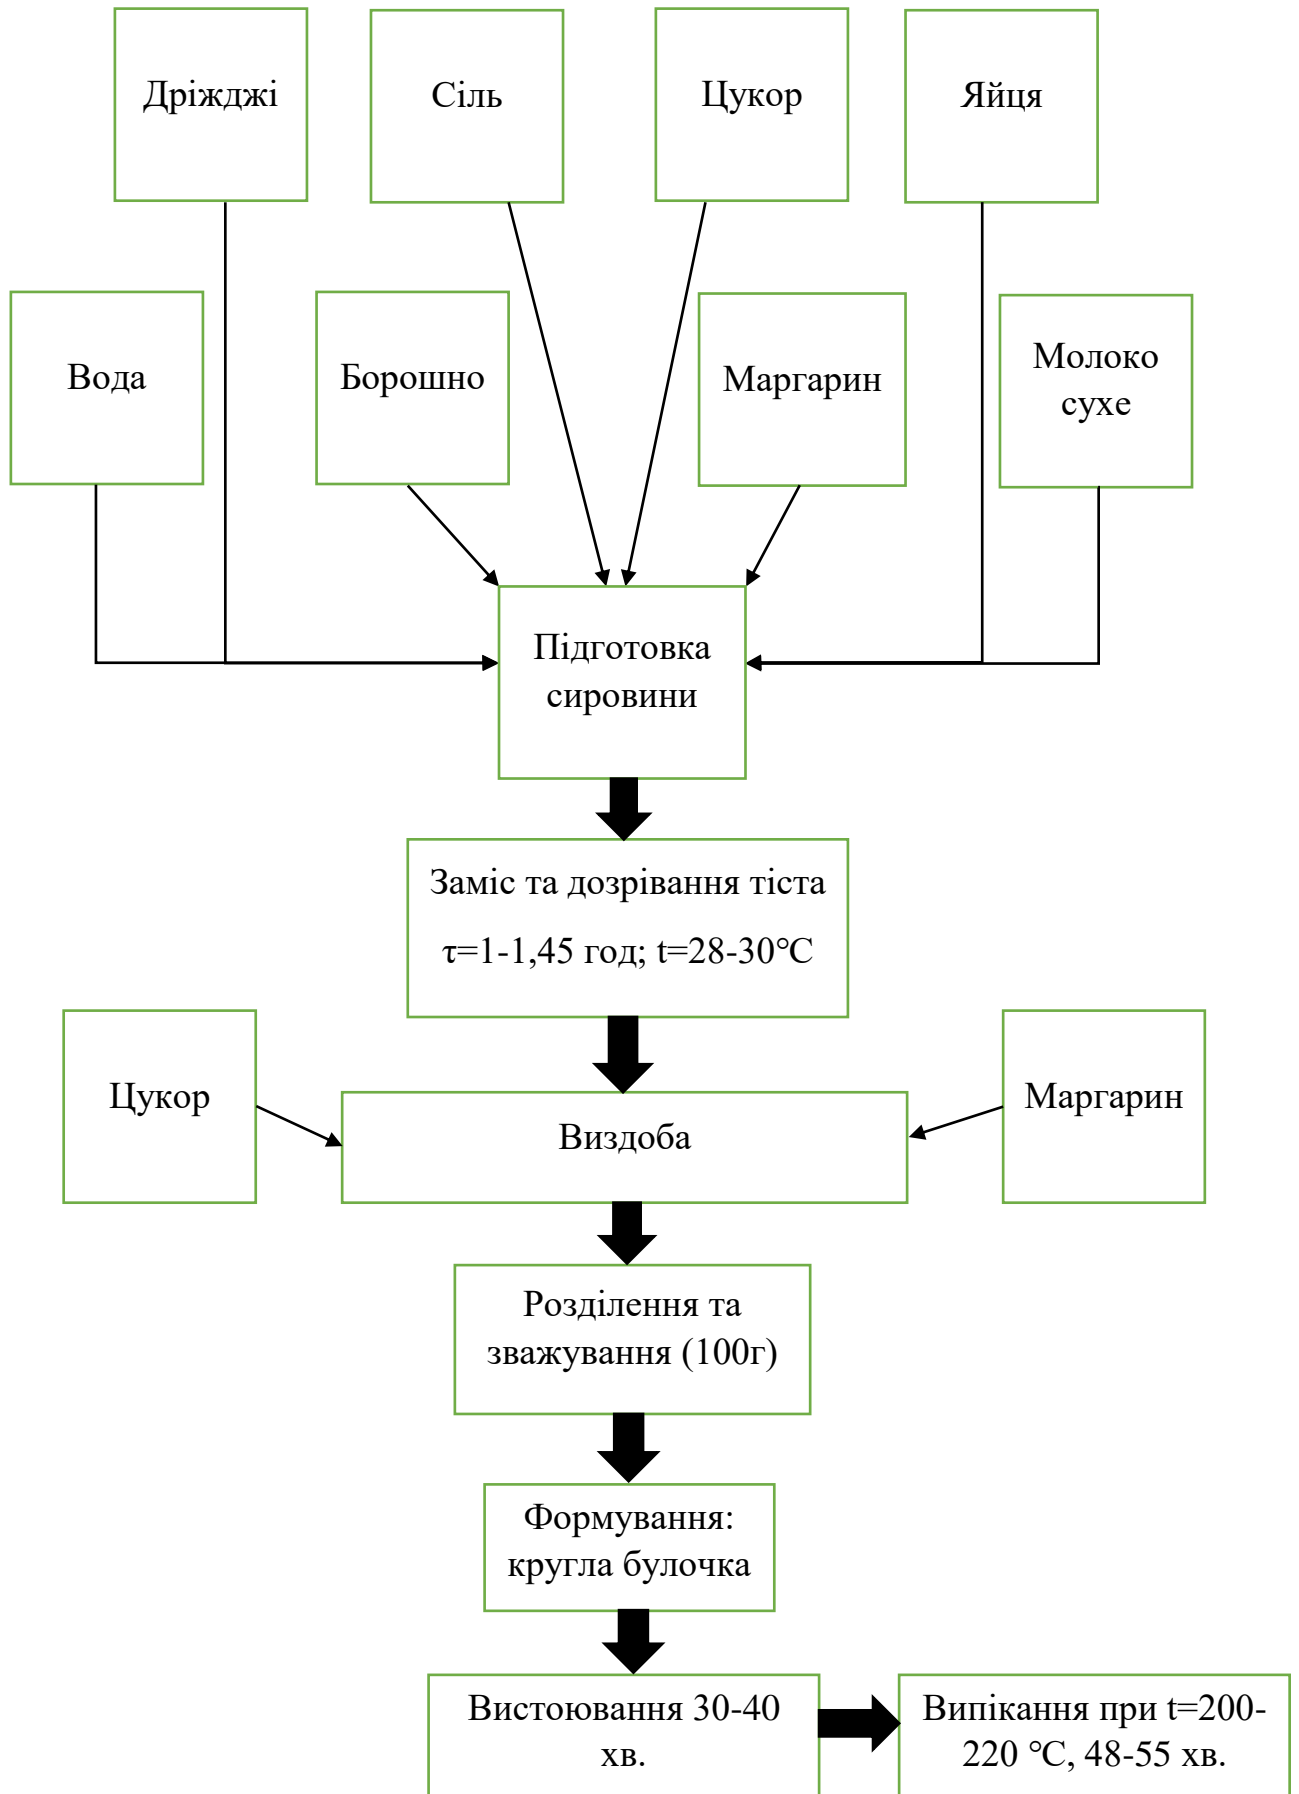 Дріжджі
Сіль
Цукор
Яйця
Вода
Борошно
Маргарин
Молоко
сухе
Підготовка
сировини
Заміс та дозрівання тіста
τ=1-1,45 год; t=28-30℃
Цукор
Маргарин
Виздоба
Розділення та
зважування (100г)
Формування:
кругла булочка
Вистоювання 30-40
хв.
Випікання при t=200-
220 ℃, 48-55 хв.